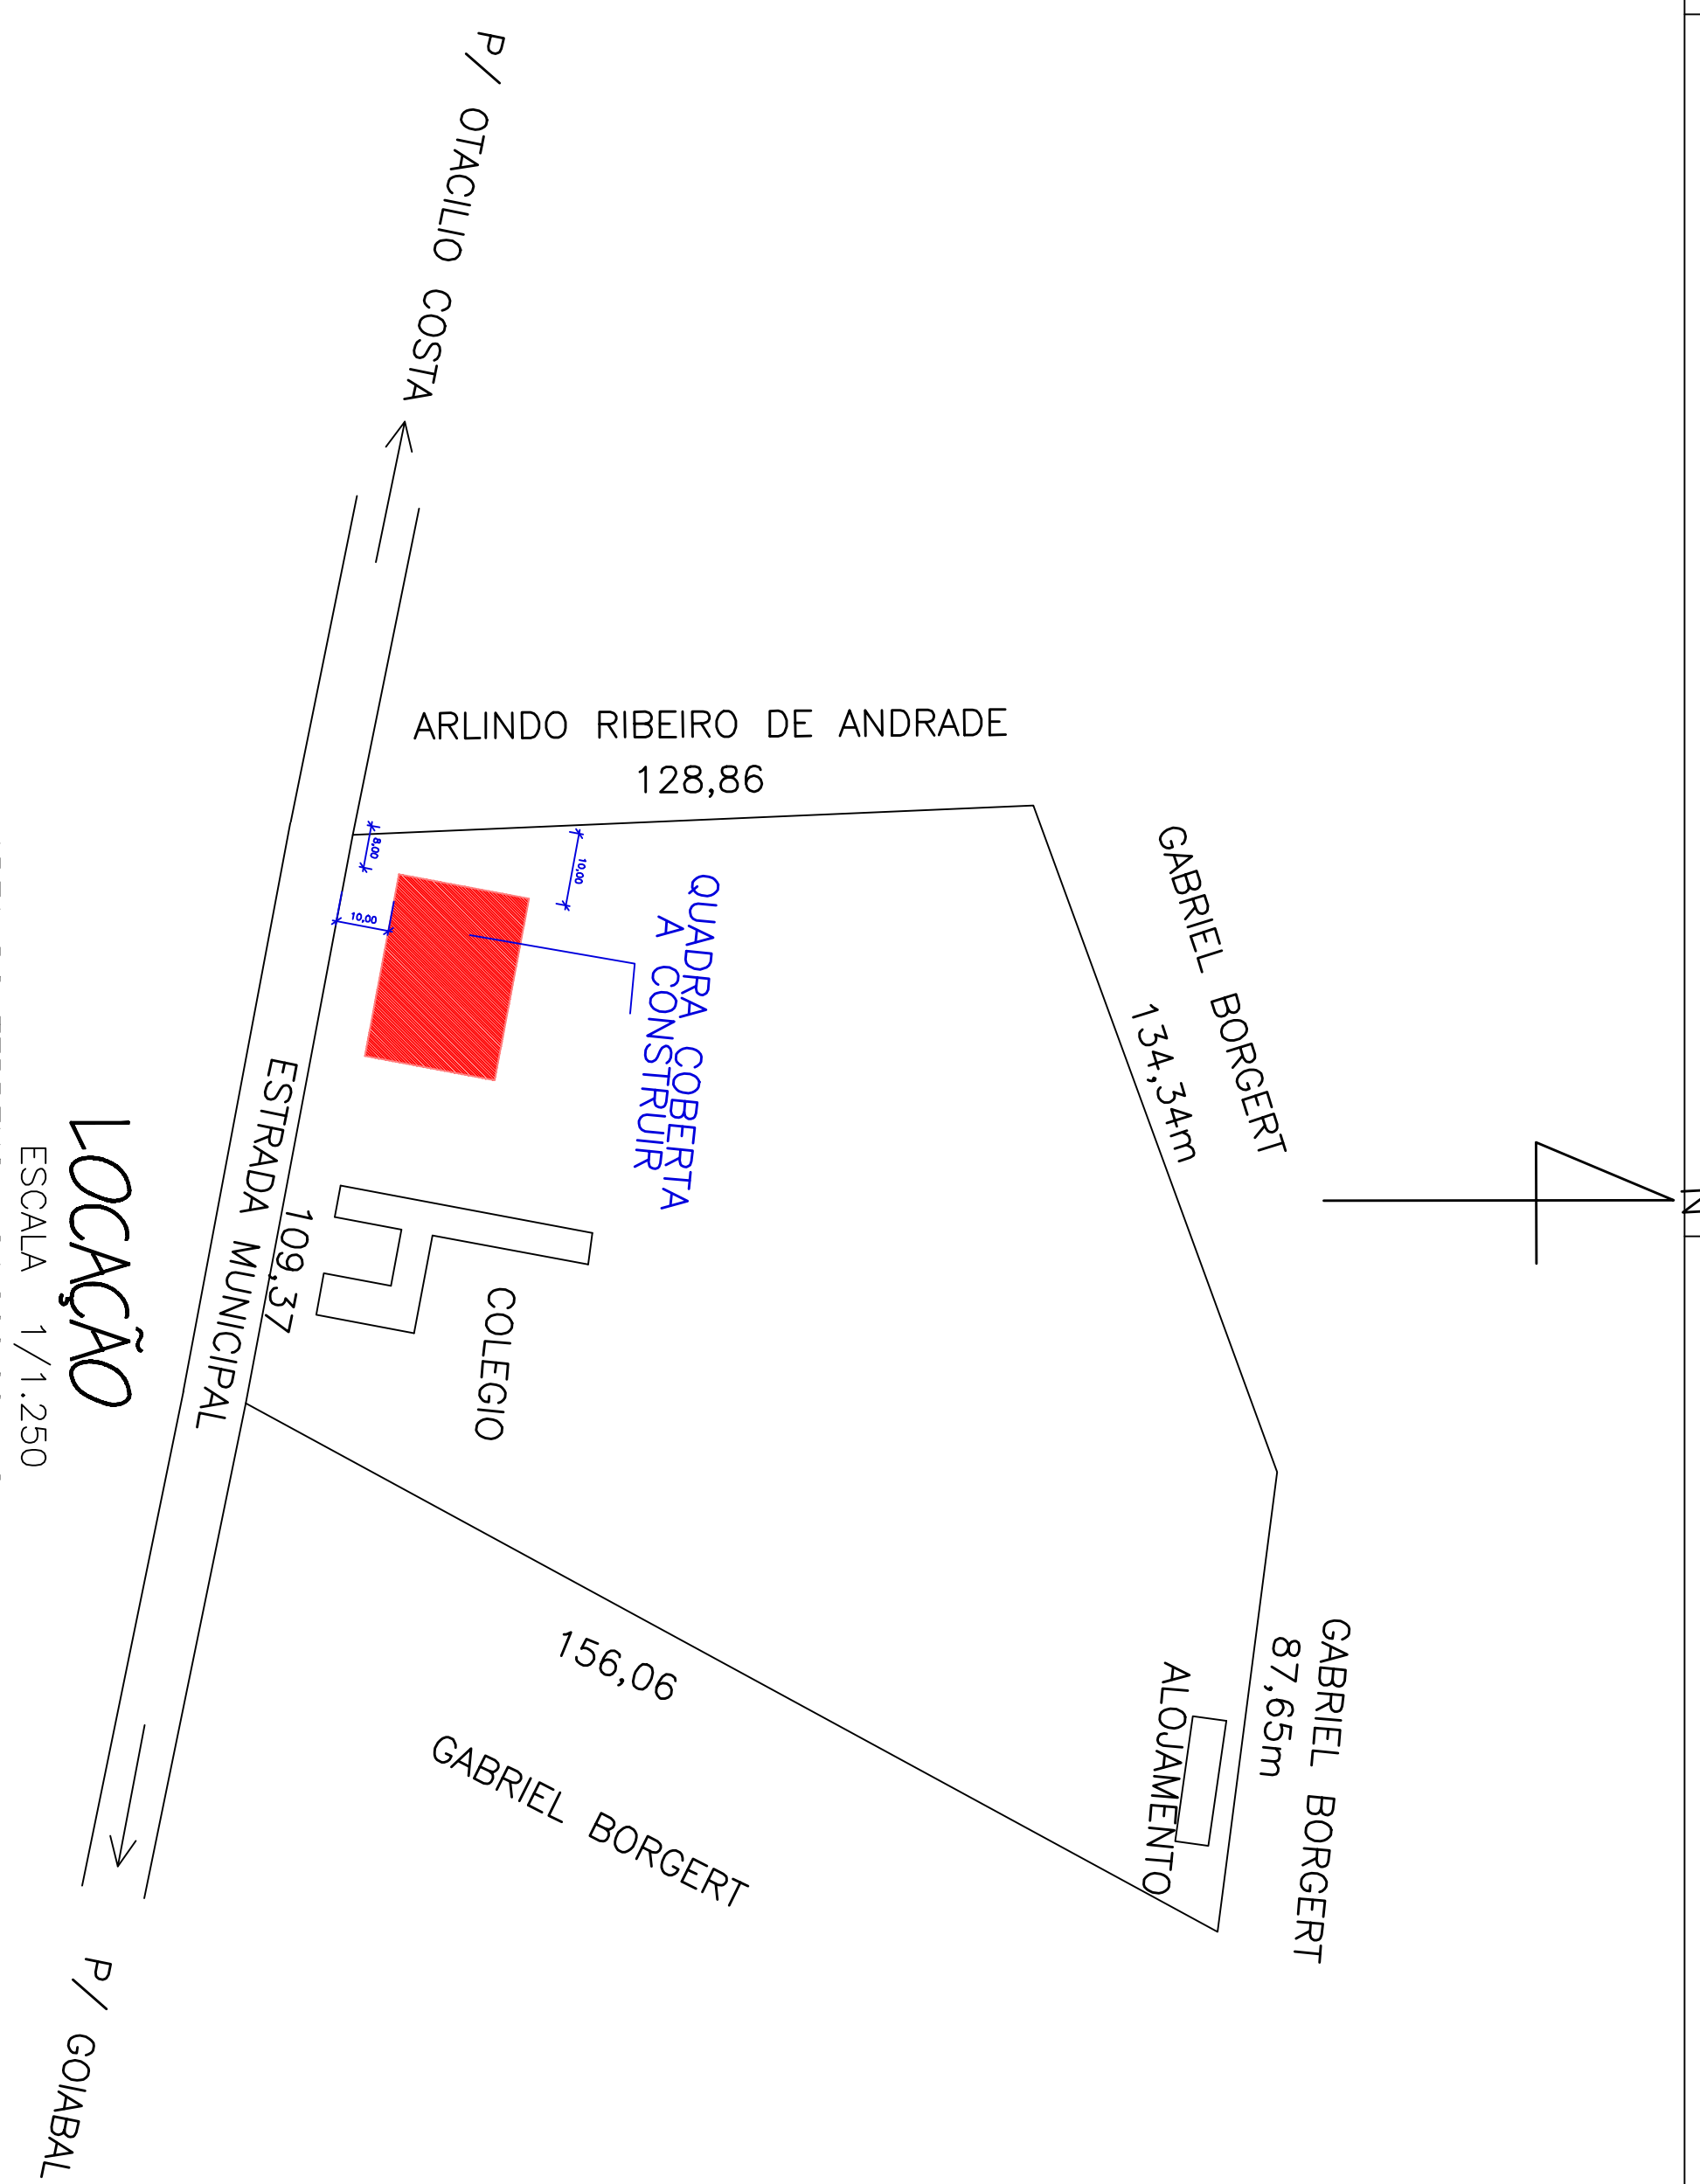 P/ OTACILIO COSTA
ARLINDO RIBEIRO DE ANDRADE
128,86
GABRIEL BORGERT
134,34m
N
8,00
10,00
10,00
QUADRA COBERTA
A CONSTRUIR
ESTRADA MUNICIPAL
109,37
COLEGIO
GABRIEL BORGERT
87,65m
ALOJAMENTO
156,06
GABRIEL BORGERT
P/ GOIABAL
LOCAÇÃO
ESCALA 1/1.250